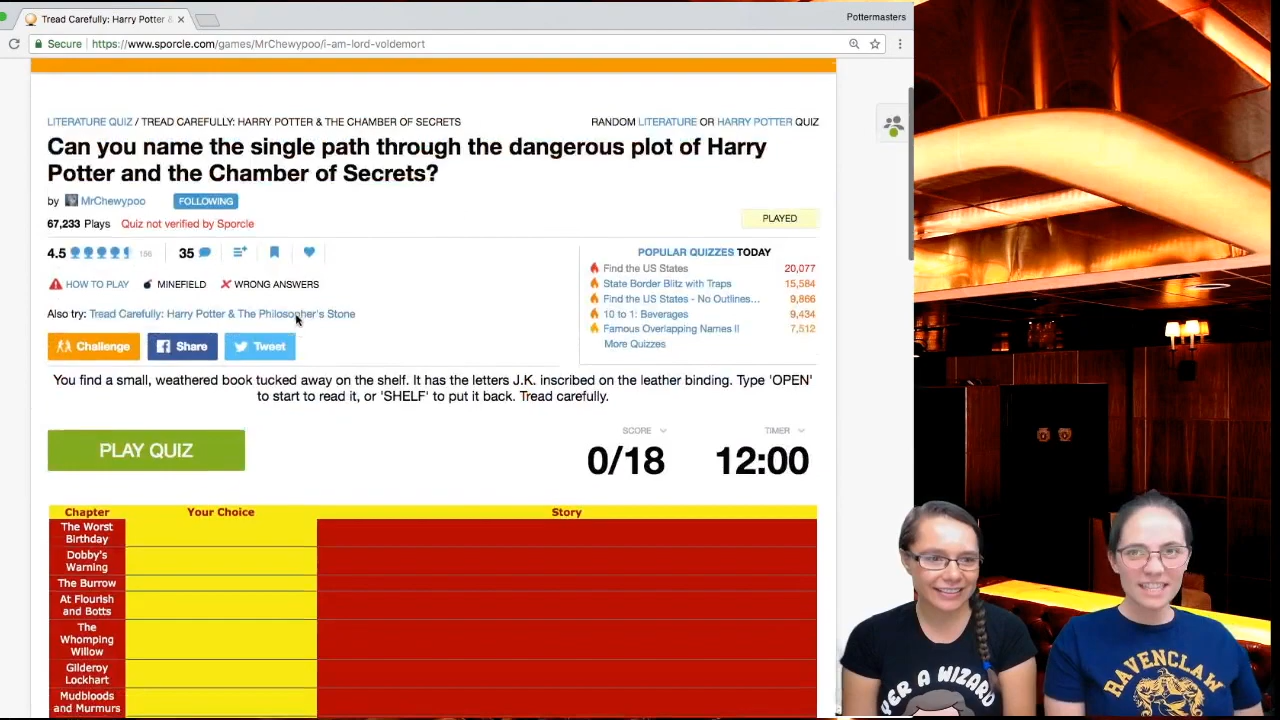 Tread Carefully: Harry Potter &
Pottermasters
Secure
https://www.sporcle.com/games/MrChewypoo/i-am-lord-voldemort
LITERATURE QUIZ / TREAD CAREFULLY: HARRY POTTER & THE CHAMBER OF SECRETS
RANDOM LITERATURE OR HARRY POTTER QUIZ
Can you name the single path through the dangerous plot of Harry
Potter and the Chamber of Secrets?
by MrChewypoo FOLLOWING
67,233 Plays Quiz not verified by Sporcle
PLAYED
4.5 156 35
HOW TO PLAY MINEFIELD WRONG ANSWERS
Also try: Tread Carefully: Harry Potter & The Philosopher's Stone
Challenge Share Tweet
POPULAR QUIZZES TODAY
Find the US States 20,077
State Border Blitz with Traps 15,584
Find the US States - No Outlines... 9,866
10 to 1: Beverages 9,434
Famous Overlapping Names II 7,512
More Quizzes
You find a small, weathered book tucked away on the shelf. It has the letters J.K. inscribed on the leather binding. Type 'OPEN'
to start to read it, or 'SHELF' to put it back. Tread carefully.
PLAY QUIZ
SCORE TIMER
0/18 12:00
Chapter Your Choice Story
The Worst
Birthday
Dobby's
Warning
The Burrow
At Flourish
and Botts
The
Whomping
Willow
Gilderoy
Lockhart
Mudbloods
and Murmurs
YER A WIZARD
RAVENCLAW